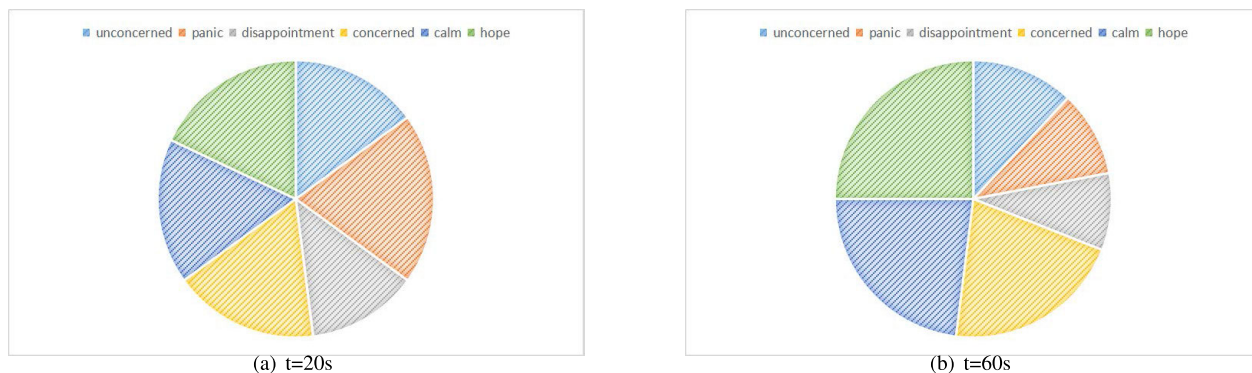 unconcerned panic disappointment concerned calm hope
(a) t=20s
unconcerned panic disappointment concerned calm hope
(b) t=60s